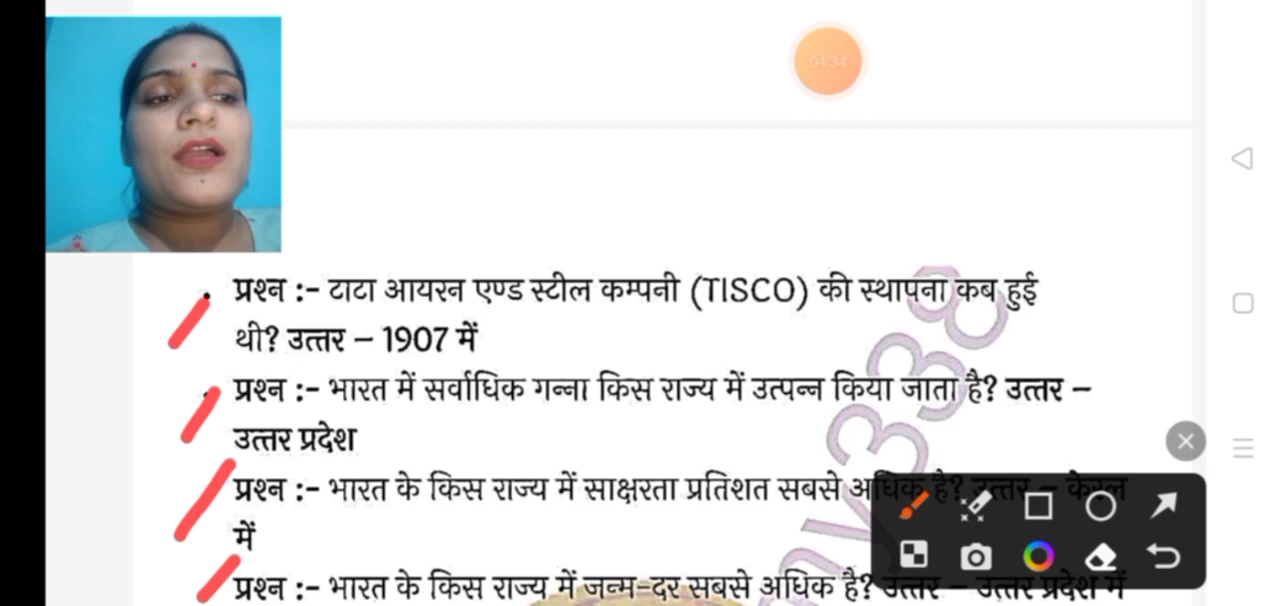 04:34
प्रश्न :- टाटा आयरन एण्ड स्टील कम्पनी (TISCO) की स्थापना कब हुई
थी? उत्तर – 1907 में
प्रश्न :- भारत में सर्वाधिक गन्ना किस राज्य में उत्पन्न किया जाता है? उत्तर –
उत्तर प्रदेश
प्रश्न :- भारत के किस राज्य में साक्षरता प्रतिशत सबसे अधिक है? उत्तर – केरल
में
प्रश्न :- भारत के किस राज्य में जन्म-दर सबसे अधिक है? उत्तर – उत्तर प्रदेश में